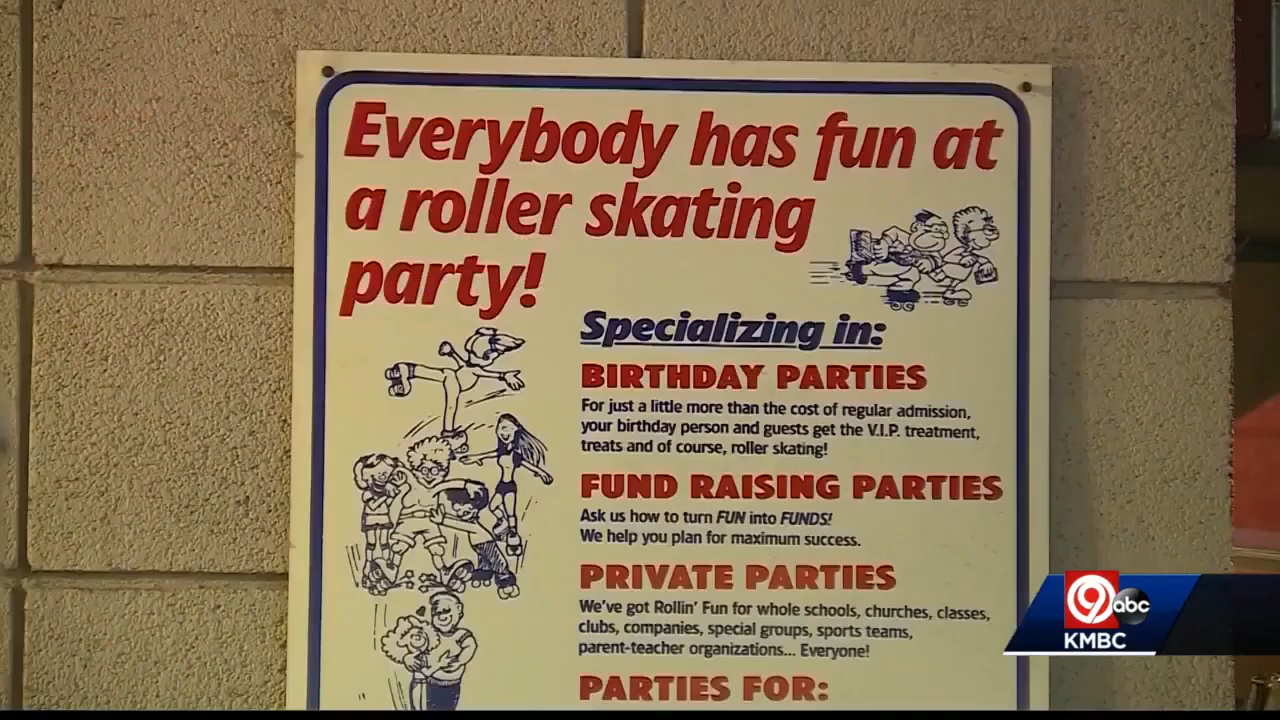 Everybody has fun at
a roller skating
party!
Specializing in:
BIRTHDAY PARTIES
For just a little more than the cost of regular admission,
your birthday person and guests get the V.I.P. treatment,
treats and of course, roller skating!
FUND RAISING PARTIES
Ask us how to turn FUN into FUNDS!
We help you plan for maximum success.
PRIVATE PARTIES
We've got Rollin' Fun for whole schools, churches, classes,
clubs, companies, special groups, sports teams,
parent-teacher organizations... Everyone!
PARTIES FOR:
9 abc
KMBC